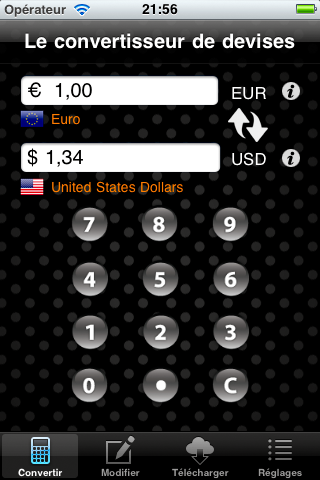 Opérateur 21:56
Le convertisseur de devises
€ 1,00 EUR i
Euro
$ 1,34 USD i
United States Dollars
7 8 9
4 5 6
1 2 3
0 . C
Convertir Modifier Télécharger Réglages